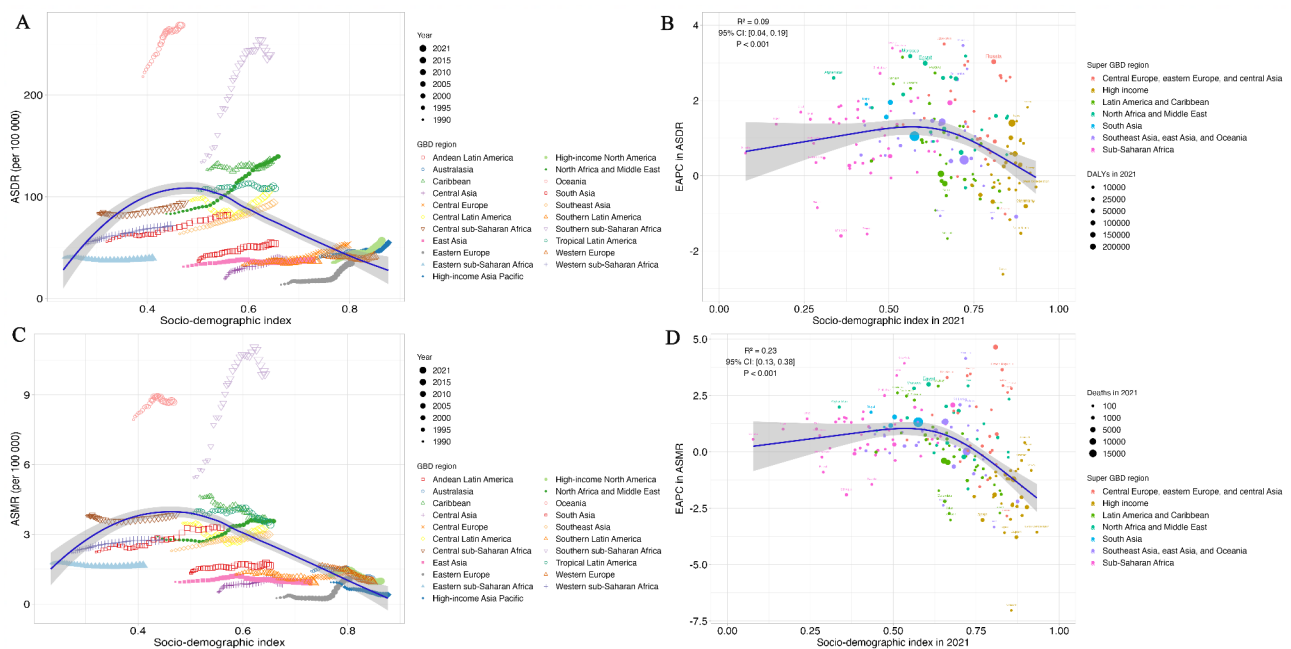 A
ASDR (per 100 000)
200
100
0
0.4
0.6
0.8
Socio-demographic index
Year
2021
2015
2010
2005
2000
1995
1990
GBD region
Andean Latin America
Australasia
Caribbean
Central Asia
Central Europe
Central Latin America
Central sub-Saharan Africa
East Asia
Eastern Europe
Eastern sub-Saharan Africa
High-income Asia Pacific
High-income North America
North Africa and Middle East
Oceania
South Asia
Southeast Asia
Southern Latin America
Southern sub-Saharan Africa
Tropical Latin America
Western Europe
Western sub-Saharan Africa
B
R² = 0.09
95% CI: [0.04, 0.19]
P < 0.001
EAPC in ASDR
4
2
0
-2
0.00
0.25
0.50
0.75
1.00
Socio-demographic index in 2021
Super GBD region
Central Europe, eastern Europe, and central Asia
High income
Latin America and Caribbean
North Africa and Middle East
South Asia
Southeast Asia, east Asia, and Oceania
Sub-Saharan Africa
DALYs in 2021
10000
25000
50000
100000
150000
200000
C
ASMR (per 100 000)
9
6
3
0
0.4
0.6
0.8
Socio-demographic index
Year
2021
2015
2010
2005
2000
1995
1990
GBD region
Andean Latin America
Australasia
Caribbean
Central Asia
Central Europe
Central Latin America
Central sub-Saharan Africa
East Asia
Eastern Europe
Eastern sub-Saharan Africa
High-income Asia Pacific
High-income North America
North Africa and Middle East
Oceania
South Asia
Southeast Asia
Southern Latin America
Southern sub-Saharan Africa
Tropical Latin America
Western Europe
Western sub-Saharan Africa
D
R² = 0.23
95% CI: [0.13, 0.38]
P < 0.001
EAPC in ASMR
5.0
2.5
0.0
-2.5
-5.0
-7.5
0.00
0.25
0.50
0.75
1.00
Socio-demographic index in 2021
Deaths in 2021
100
1000
5000
10000
15000
Super GBD region
Central Europe, eastern Europe, and central Asia
High income
Latin America and Caribbean
North Africa and Middle East
South Asia
Southeast Asia, east Asia, and Oceania
Sub-Saharan Africa